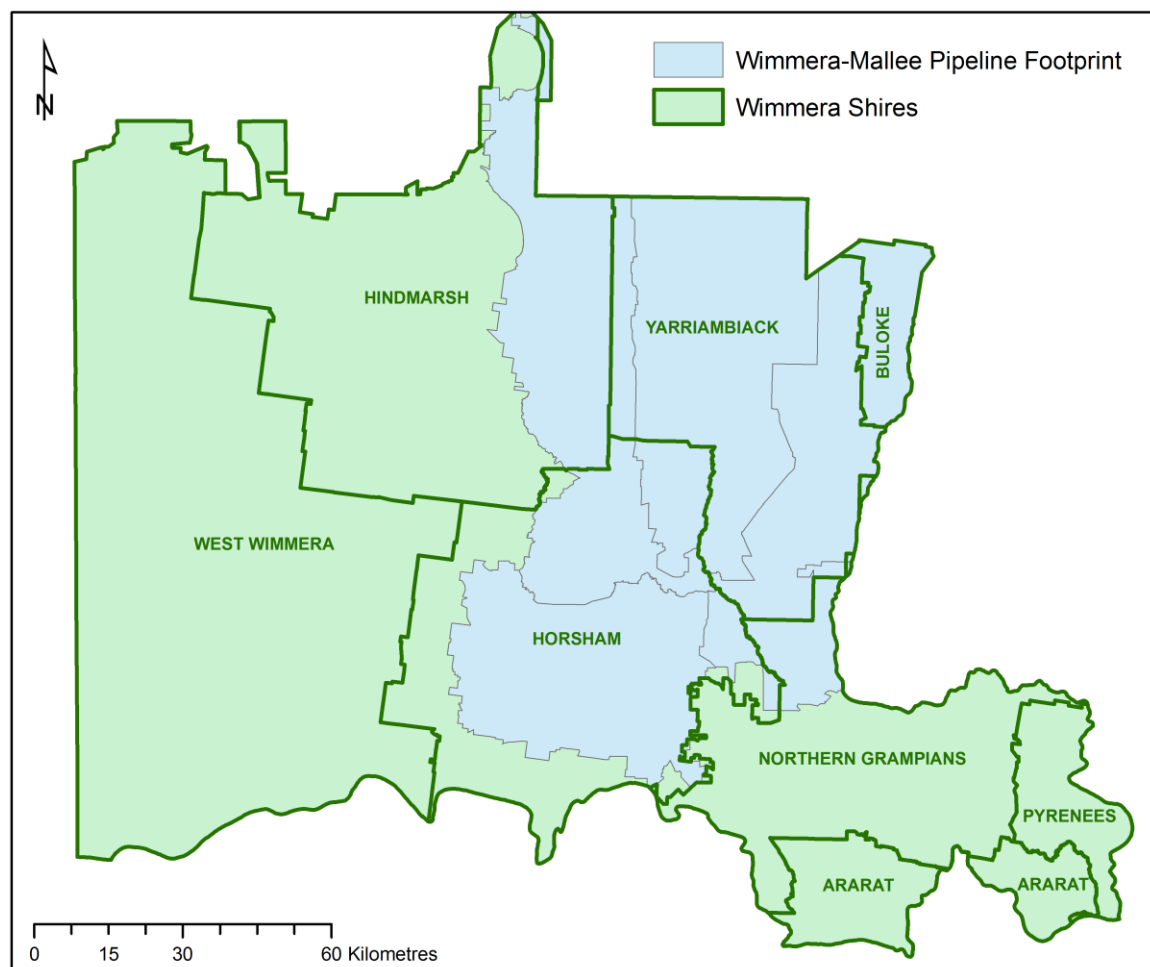 N
Wimmera-Mallee Pipeline Footprint
Wimmera Shires
HINDMARSH
YARRIAMBIACK
BULOKE
WEST WIMMERA
HORSHAM
NORTHERN GRAMPIANS
PYRENEES
ARARAT
ARARAT
0 15 30 60 Kilometres